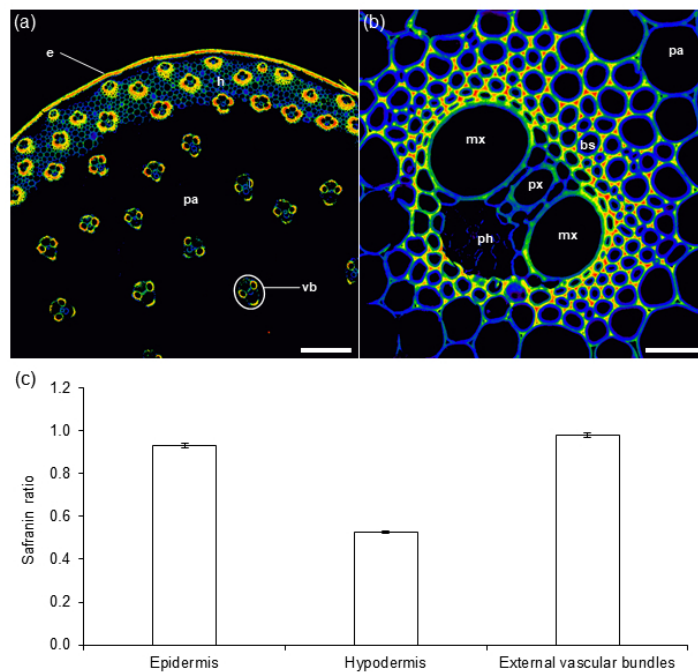 (a)
e
h
pa
vb
(b)
pa
mx
bs
px
ph
mx
(c)
1.2
1.0
0.8
0.6
0.4
0.2
0.0
Safranin ratio
Epidermis
Hypodermis
External vascular bundles